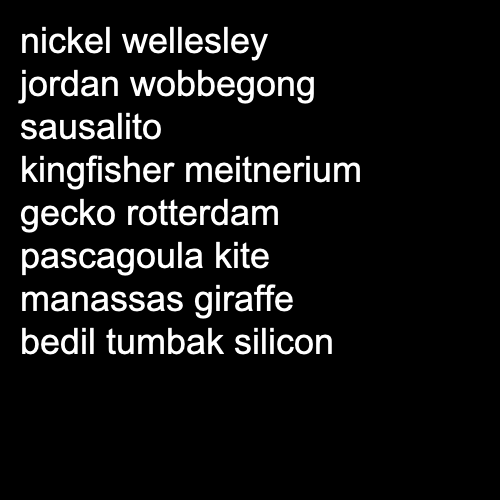 nickel wellesley
jordan wobbegong
sausalito
kingfisher meitnerium
gecko rotterdam
pascagoula kite
manassas giraffe
bedil tumbak silicon